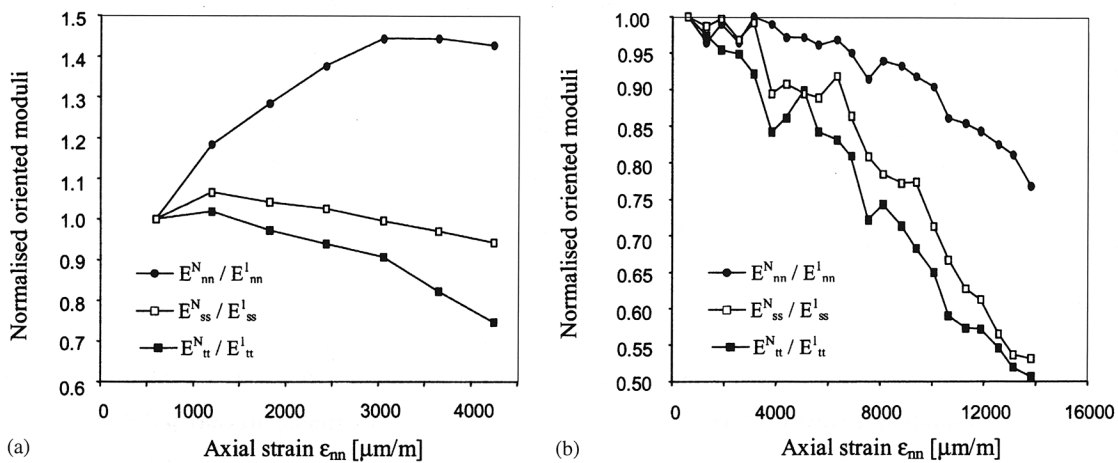 1.5
1.4
1.3
1.2
1.1
1.0
0.9
0.8
0.7
0.6
Normalised oriented moduli
E^N_nn / E^1_nn
E^N_ss / E^1_ss
E^N_tt / E^1_tt
0 1000 2000 3000 4000
(a) Axial strain ε_nn [μm/m]
1.00
0.95
0.90
0.85
0.80
0.75
0.70
0.65
0.60
0.55
0.50
Normalised oriented moduli
E^N_nn / E^1_nn
E^N_ss / E^1_ss
E^N_tt / E^1_tt
0 4000 8000 12000 16000
(b) Axial strain ε_nn [μm/m]